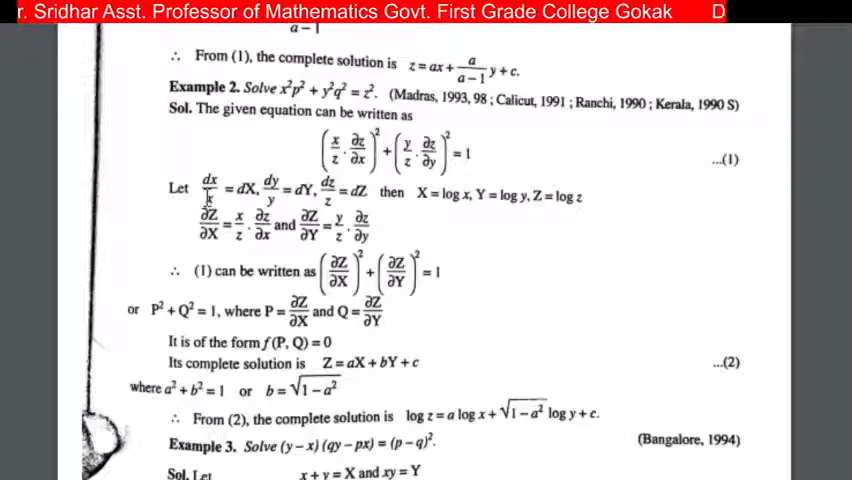 r. Sridhar Asst. Professor of Mathematics Govt. First Grade College Gokak D
a – 1
∴ From (1), the complete solution is z = ax + a/(a – 1) y + c.
Example 2. Solve x²p² + y²q² = z². (Madras, 1993, 98 ; Calicut, 1991 ; Ranchi, 1990 ; Kerala, 1990 S)
Sol. The given equation can be written as
(x/z · ∂z/∂x)² + (y/z · ∂z/∂y)² = 1 ...(1)
Let dx/x = dX, dy/y = dY, dz/z = dZ then X = log x, Y = log y, Z = log z
∂Z/∂X = x/z · ∂z/∂x and ∂Z/∂Y = y/z · ∂z/∂y
∴ (1) can be written as (∂Z/∂X)² + (∂Z/∂Y)² = 1
or P² + Q² = 1, where P = ∂Z/∂X and Q = ∂Z/∂Y
It is of the form f (P, Q) = 0
Its complete solution is Z = aX + bY + c ...(2)
where a² + b² = 1 or b = √(1 – a²)
∴ From (2), the complete solution is log z = a log x + √(1 – a²) log y + c.
Example 3. Solve (y – x) (qy – px) = (p – q)². (Bangalore, 1994)
Sol. Let x + y = X and xy = Y